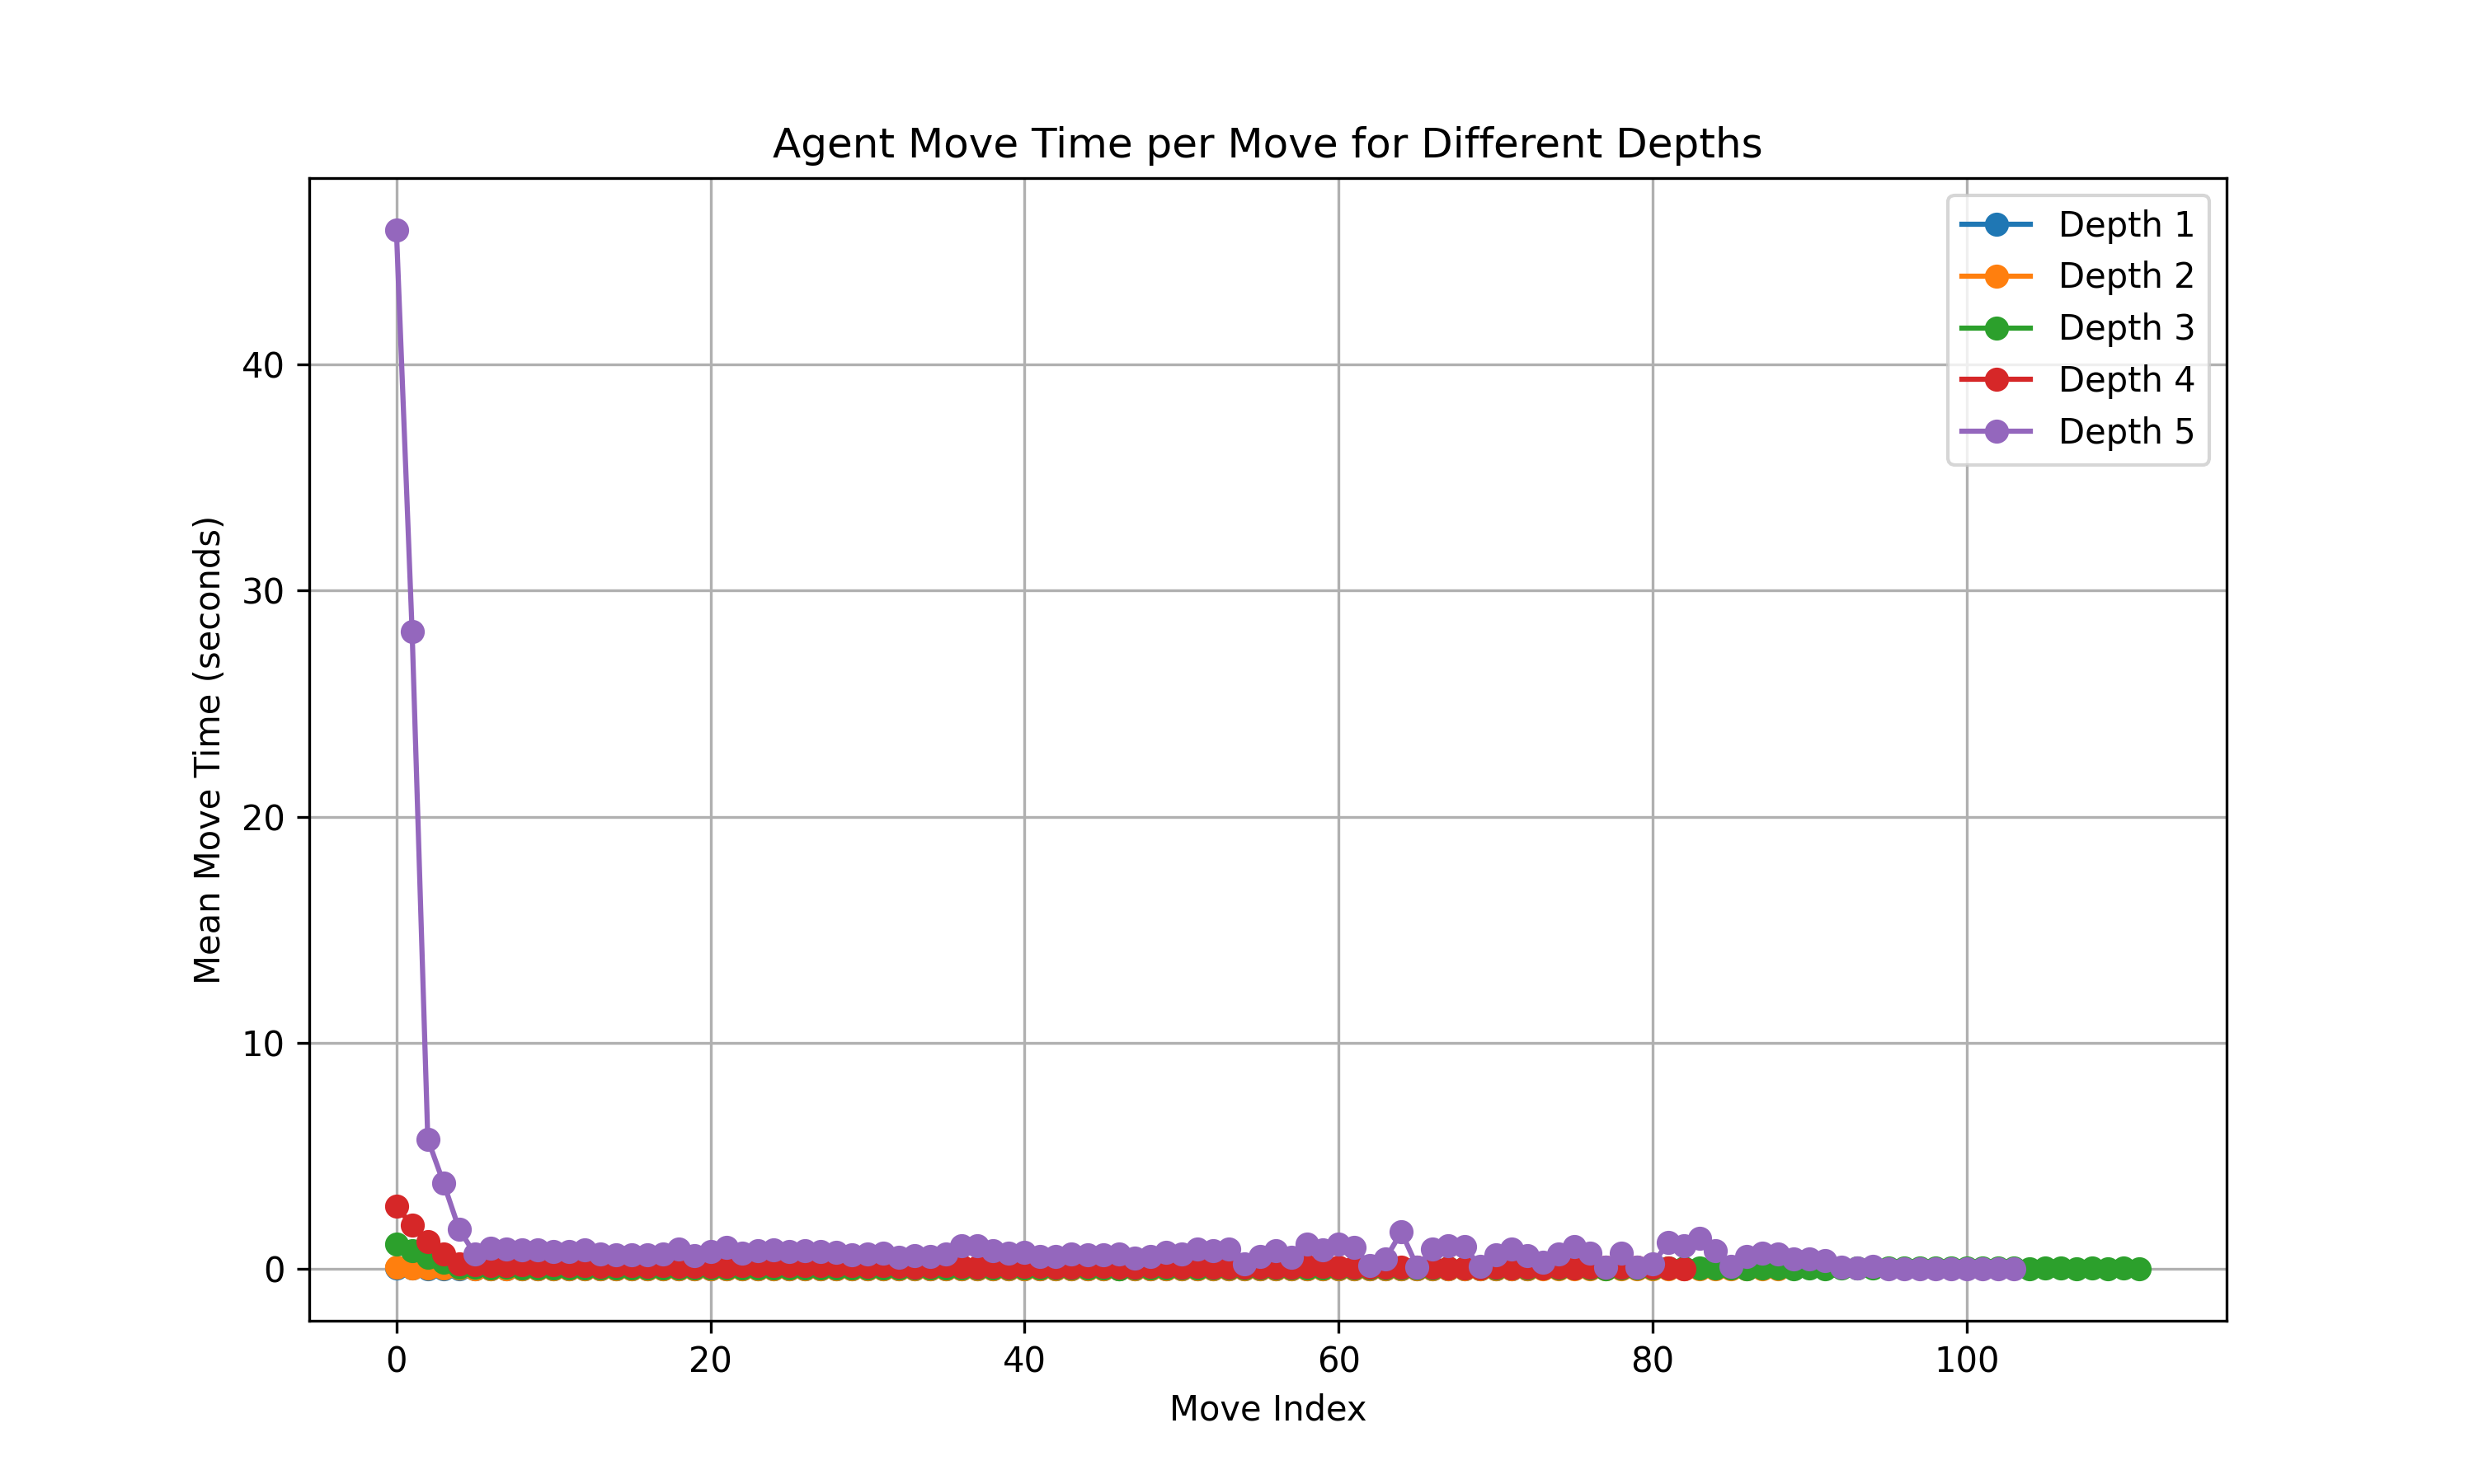 Agent Move Time per Move for Different Depths
Depth 1
Depth 2
Depth 3
Depth 4
Depth 5
Mean Move Time (seconds)
40
30
20
10
0
0 20 40 60 80 100
Move Index